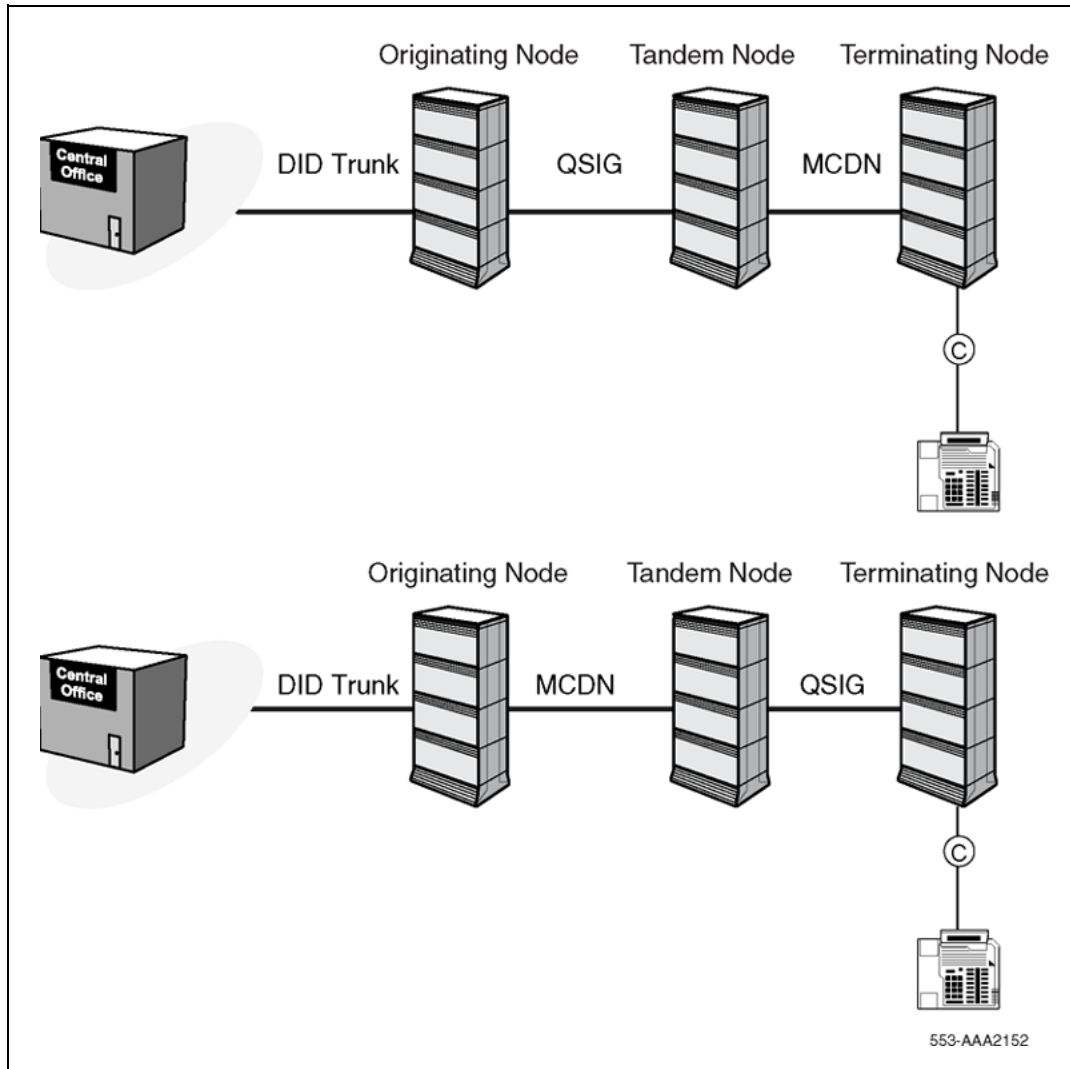 Originating Node Tandem Node Terminating Node
Central Office
DID Trunk QSIG MCDN
C
Originating Node Tandem Node Terminating Node
Central Office
DID Trunk MCDN QSIG
C
553-AAA2152